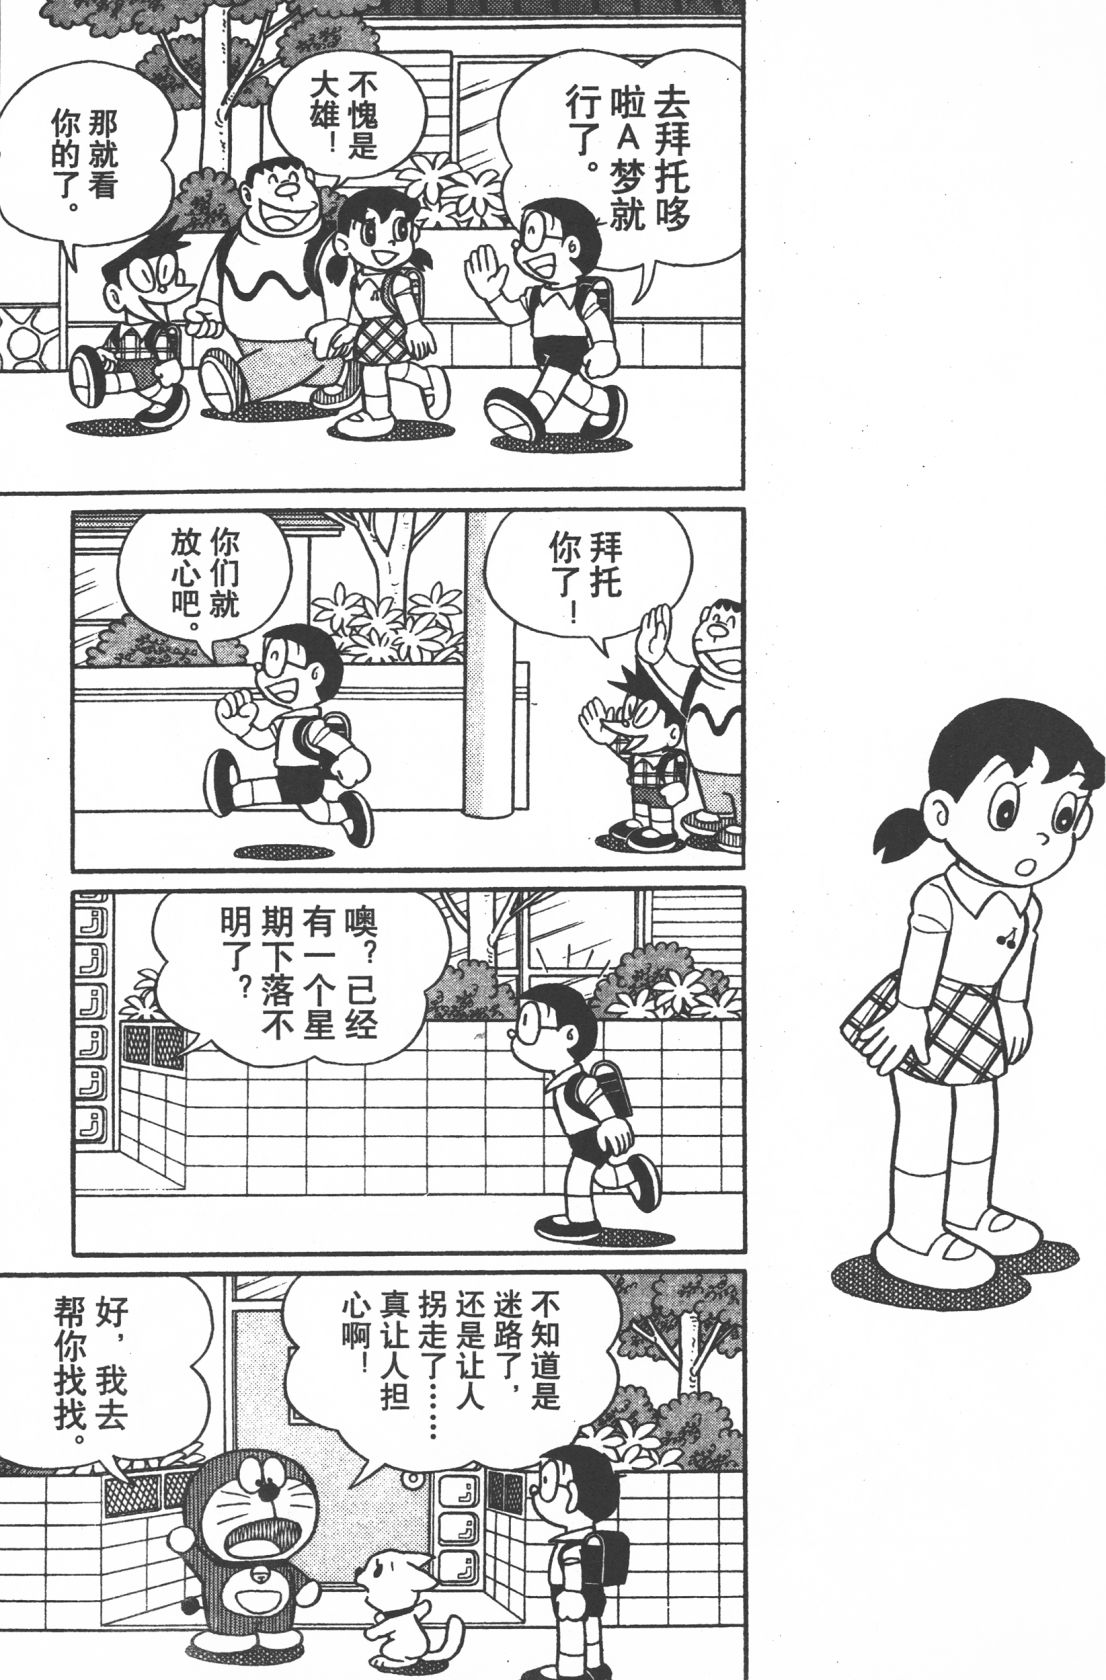 去拜托哆
啦A梦就
行了。
不愧是
大雄！
那就看
你的了。
拜托
你了！
你们就
放心吧。
噢？已经
有一个星
期下落不
明了？
不知道是
迷路了，
还是让人
拐走了……
真让人担
心啊！
好，我去
帮你找找。